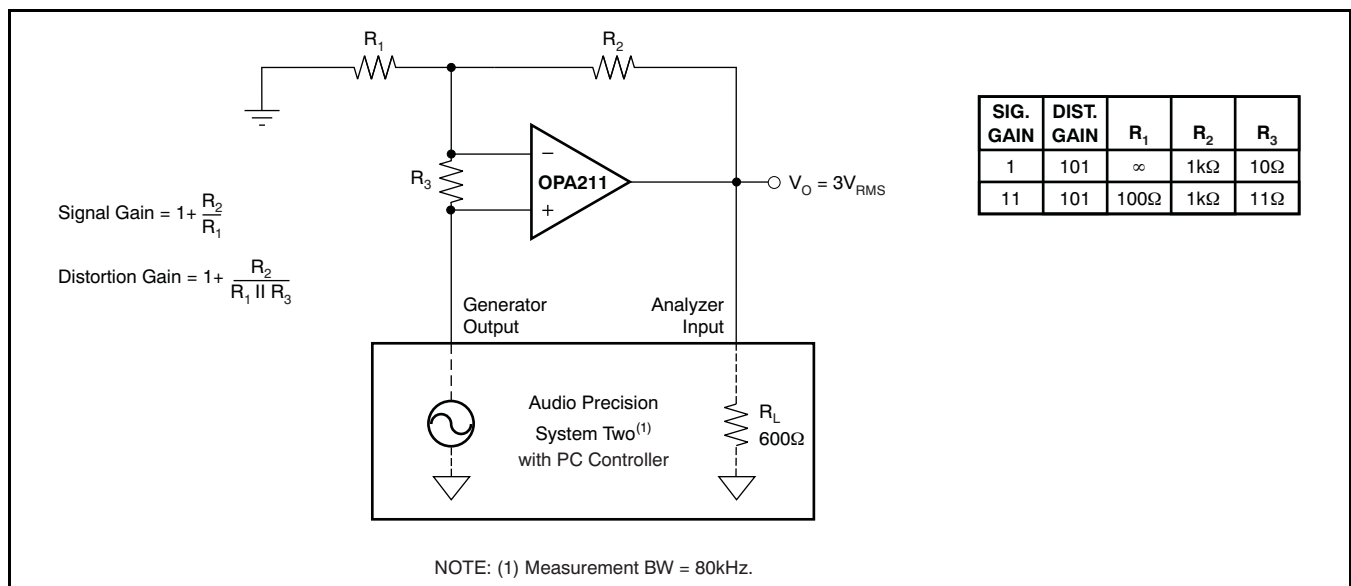 R1
R2
R3
−
OPA211
+
VO = 3VRMS
Signal Gain = 1+ R2
R1
Distortion Gain = 1+ R2
R1 II R3
Generator
Output
Analyzer
Input
Audio Precision
System Two(1)
with PC Controller
RL
600Ω
SIG. GAIN DIST. GAIN R1 R2 R3
1 101 ∞ 1kΩ 10Ω
11 101 100Ω 1kΩ 11Ω
NOTE: (1) Measurement BW = 80kHz.